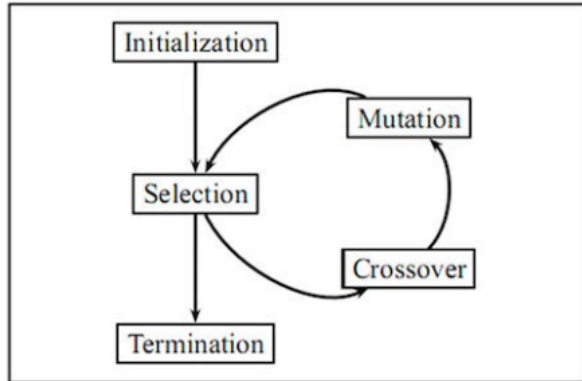 Initialization
Mutation
Selection
Crossover
Termination